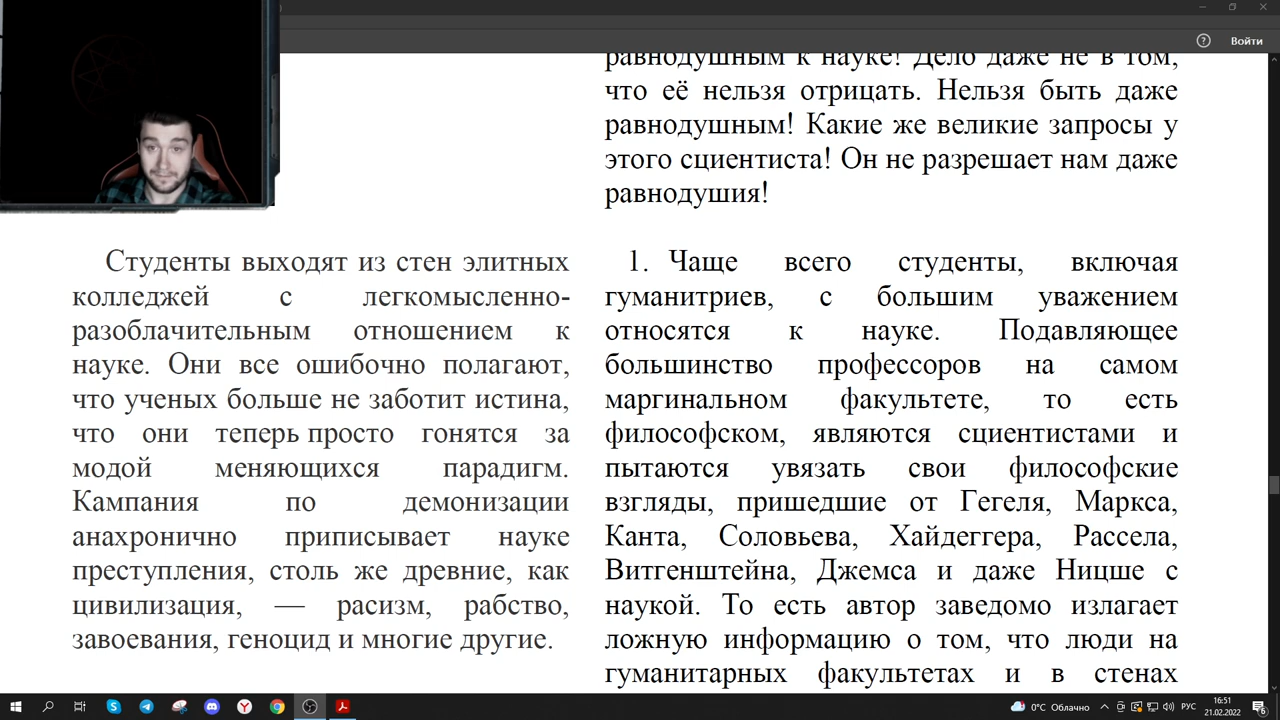 Войти
равнодушным к науке! Дело даже не в том,
что её нельзя отрицать. Нельзя быть даже
равнодушным! Какие же великие запросы у
этого сциентиста! Он не разрешает нам даже
равнодушия!
Студенты выходят из стен элитных
колледжей с легкомысленно-
разоблачительным отношением к
науке. Они все ошибочно полагают,
что ученых больше не заботит истина,
что они теперь просто гонятся за
модой меняющихся парадигм.
Кампания по демонизации
анахронично приписывает науке
преступления, столь же древние, как
цивилизация, — расизм, рабство,
завоевания, геноцид и многие другие.
1. Чаще всего студенты, включая
гуманитриев, с большим уважением
относятся к науке. Подавляющее
большинство профессоров на самом
маргинальном факультете, то есть
философском, являются сциентистами и
пытаются увязать свои философские
взгляды, пришедшие от Гегеля, Маркса,
Канта, Соловьева, Хайдеггера, Рассела,
Витгенштейна, Джемса и даже Ницше с
наукой. То есть автор заведомо излагает
ложную информацию о том, что люди на
гуманитарных факультетах и в стенах
0°C Облачно
РУС
16:51
21.02.2022
6